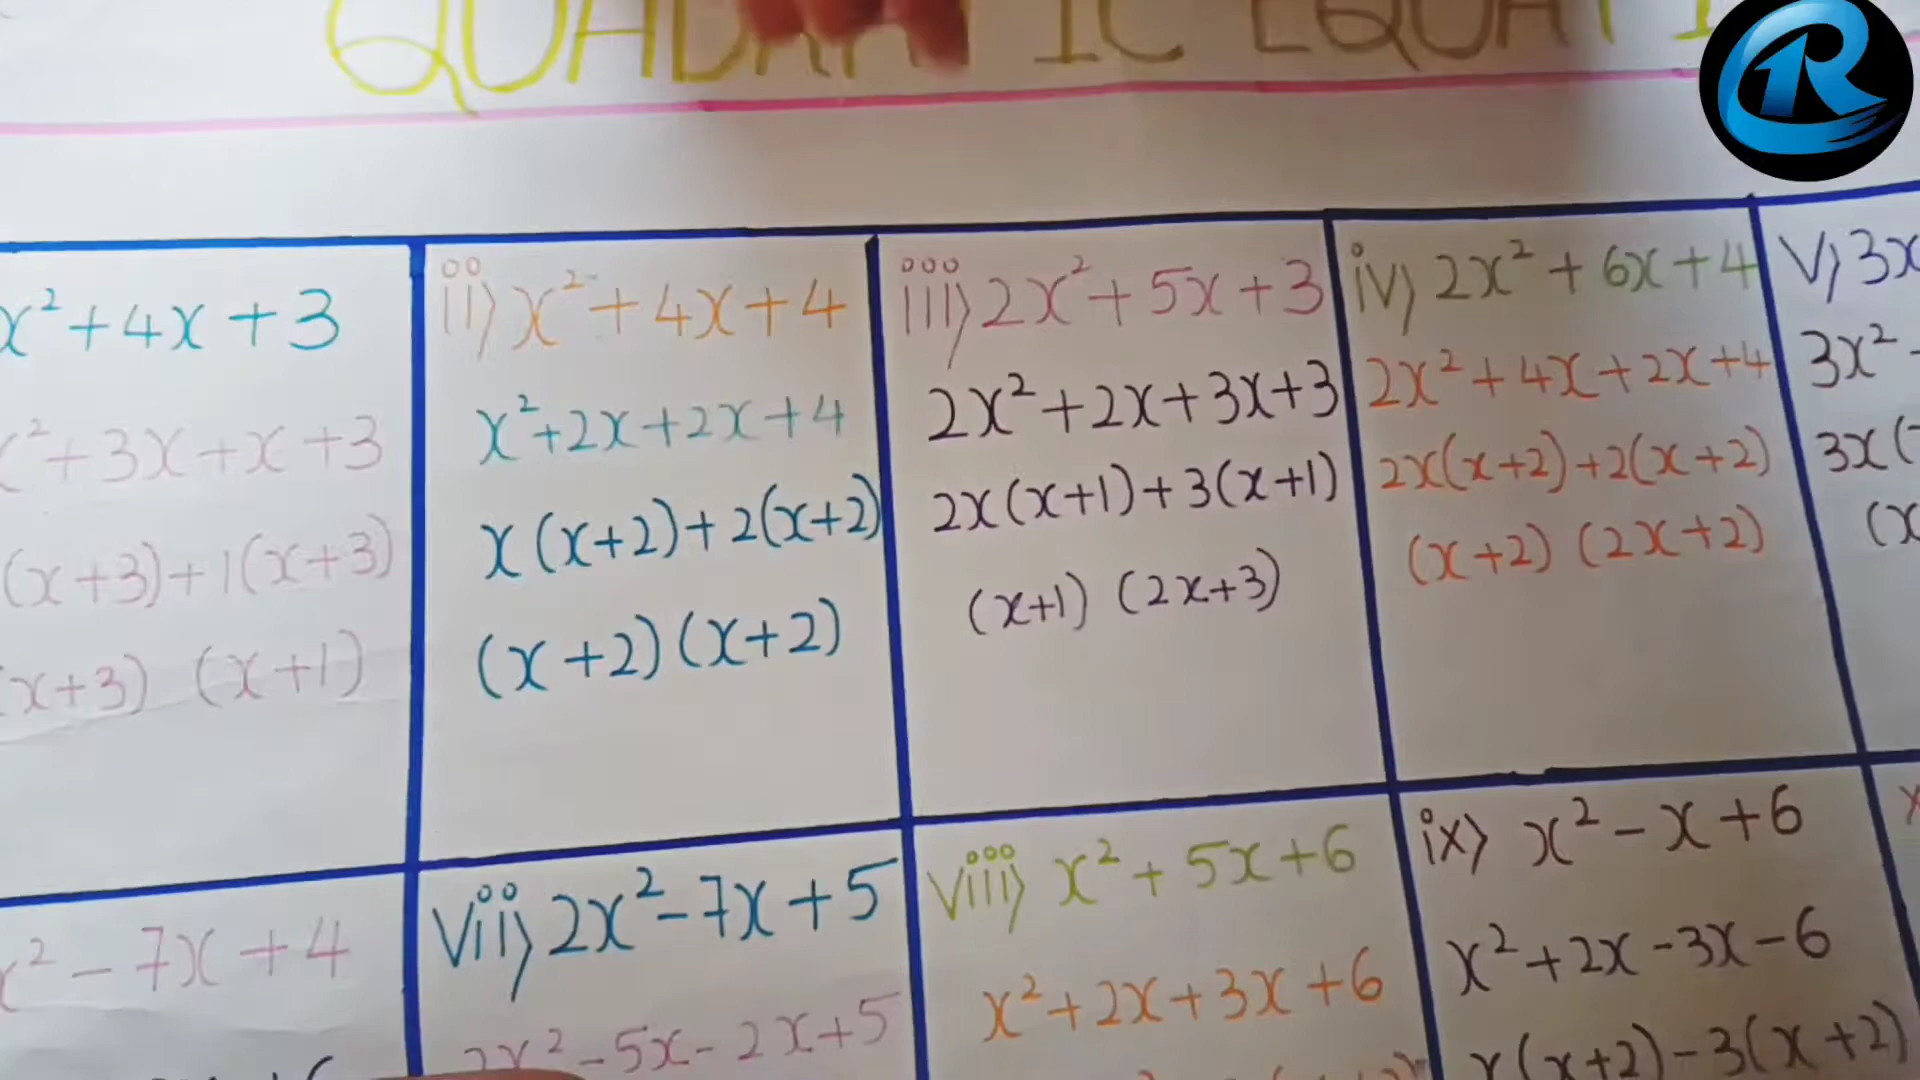 QUADRATIC EQUATI
x² + 4x + 3
x² + 3x + x + 3
(x+3) + 1(x+3)
(x+3) (x+1)
ii) x² + 4x + 4
x² + 2x + 2x + 4
x (x+2) + 2(x+2)
(x+2) (x+2)
iii) 2x² + 5x + 3
2x² + 2x + 3x + 3
2x (x+1) + 3(x+1)
(x+1) (2x+3)
iv) 2x² + 6x + 4
2x² + 4x + 2x + 4
2x(x+2) + 2(x+2)
(x+2) (2x+2)
v) 3x
3x² -
3x (
(x
x² - 7x + 4
vii) 2x² - 7x + 5
2x² - 5x - 2x + 5
viii) x² + 5x + 6
x² + 2x + 3x + 6
ix) x² - x + 6
x² + 2x - 3x - 6
x (x+2) - 3(x+2)